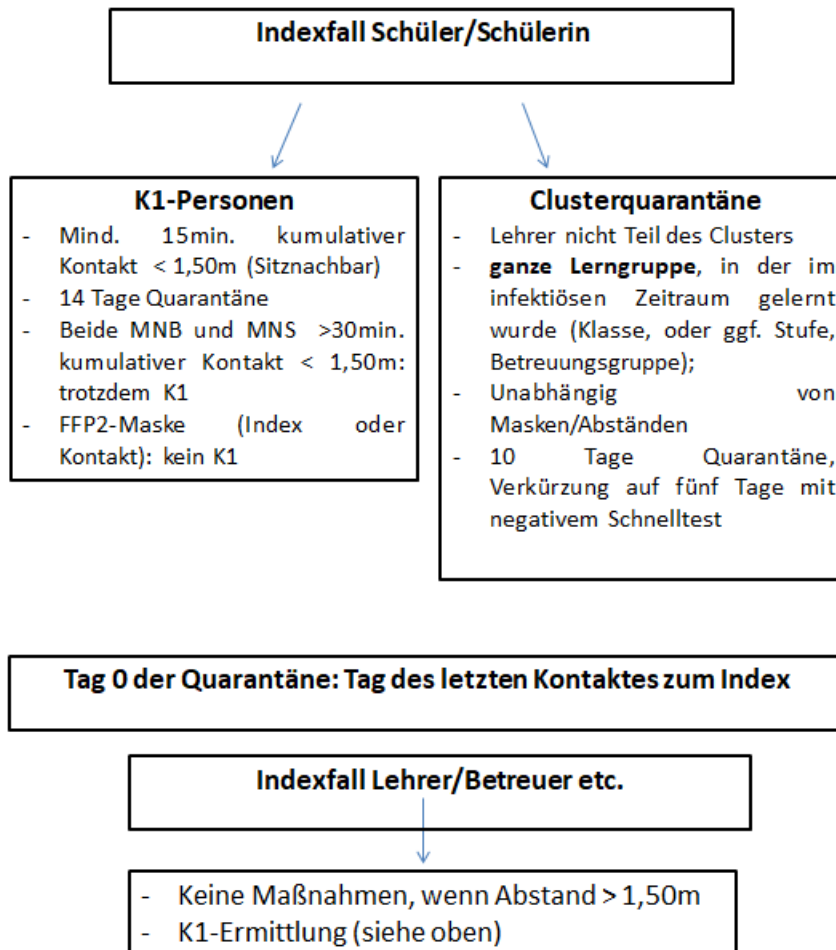 Indexfall Schüler/Schülerin
K1-Personen
- Mind. 15min. kumulativer
Kontakt < 1,50m (Sitznachbar)
- 14 Tage Quarantäne
- Beide MNB und MNS >30min.
kumulativer Kontakt < 1,50m:
trotzdem K1
- FFP2-Maske (Index oder
Kontakt): kein K1
Clusterquarantäne
- Lehrer nicht Teil des Clusters
- ganze Lerngruppe, in der im
infektiösen Zeitraum gelernt
wurde (Klasse, oder ggf. Stufe,
Betreuungsgruppe);
- Unabhängig von
Masken/Abständen
- 10 Tage Quarantäne,
Verkürzung auf fünf Tage mit
negativem Schnelltest
Tag 0 der Quarantäne: Tag des letzten Kontaktes zum Index
Indexfall Lehrer/Betreuer etc.
- Keine Maßnahmen, wenn Abstand > 1,50m
- K1-Ermittlung (siehe oben)